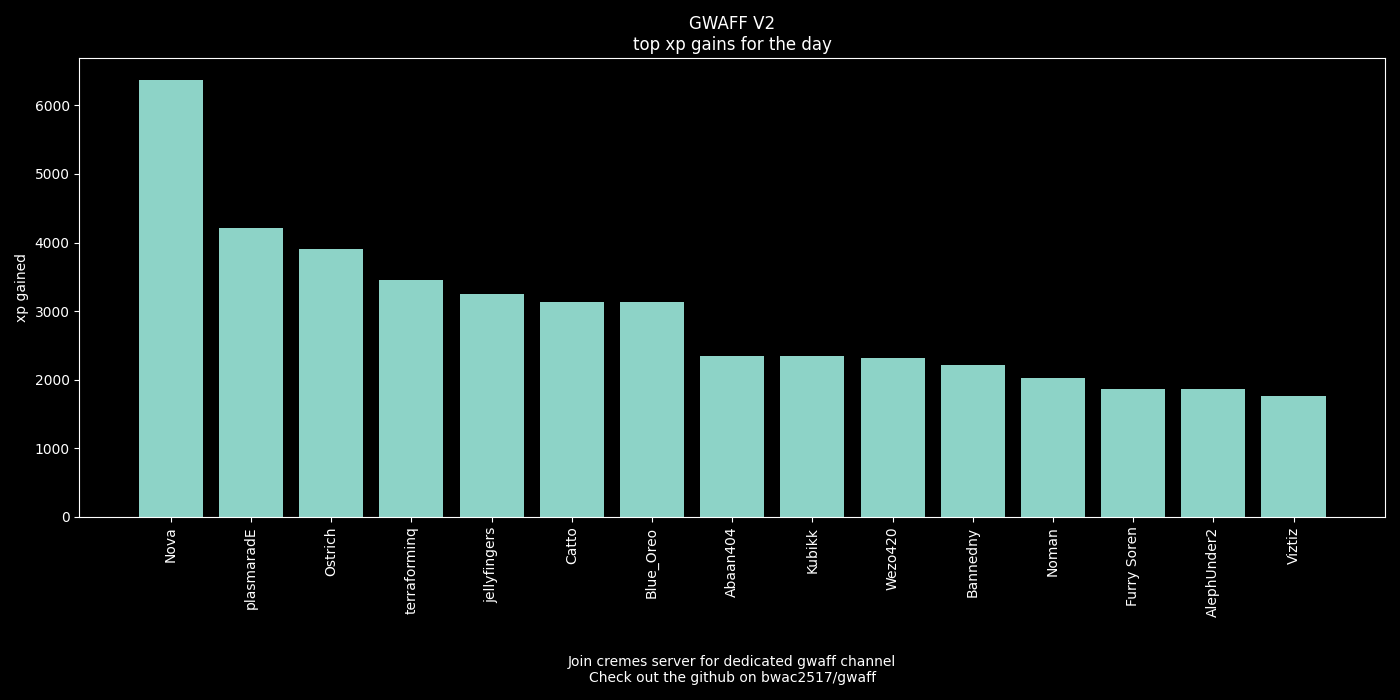 GWAFF V2
top xp gains for the day
xp gained
6000
5000
4000
3000
2000
1000
0
Nova
plasmaradE
Ostrich
terraforminq
jellyfingers
Catto
Blue_Oreo
Abaan404
Kubikk
Wezo420
Bannedny
Noman
Furry Soren
AlephUnder2
Viztiz
Join cremes server for dedicated gwaff channel
Check out the github on bwac2517/gwaff